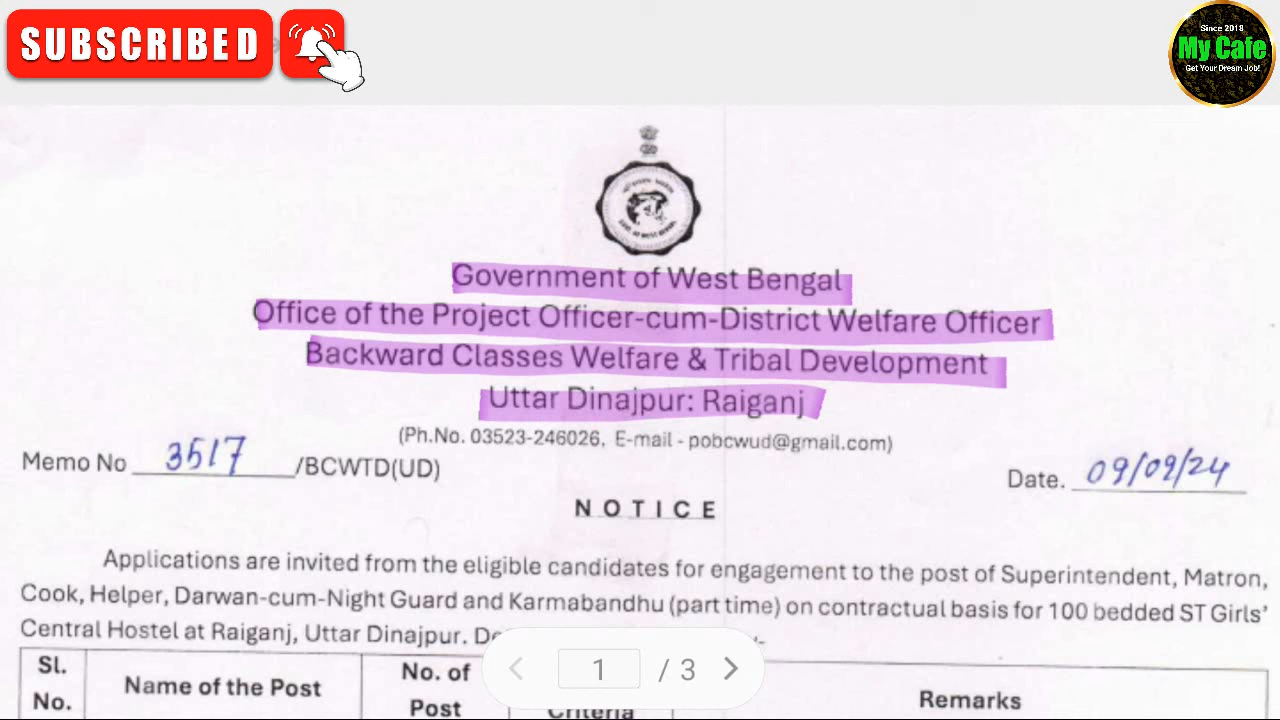 SUBSCRIBED
Since 2018
My Cafe
Get Your Dream Job!
Government of West Bengal
Office of the Project Officer-cum-District Welfare Officer
Backward Classes Welfare & Tribal Development
Uttar Dinajpur: Raiganj
(Ph.No. 03523-246026, E-mail - pobcwud@gmail.com)
Memo No 3517 /BCWTD(UD)
Date. 09/09/24
NOTICE
Applications are invited from the eligible candidates for engagement to the post of Superintendent, Matron,
Cook, Helper, Darwan-cum-Night Guard and Karmabandhu (part time) on contractual basis for 100 bedded ST Girls'
Central Hostel at Raiganj, Uttar Dinajpur.
Sl. No.
Name of the Post
No. of Post
Criteria
Remarks
1 / 3